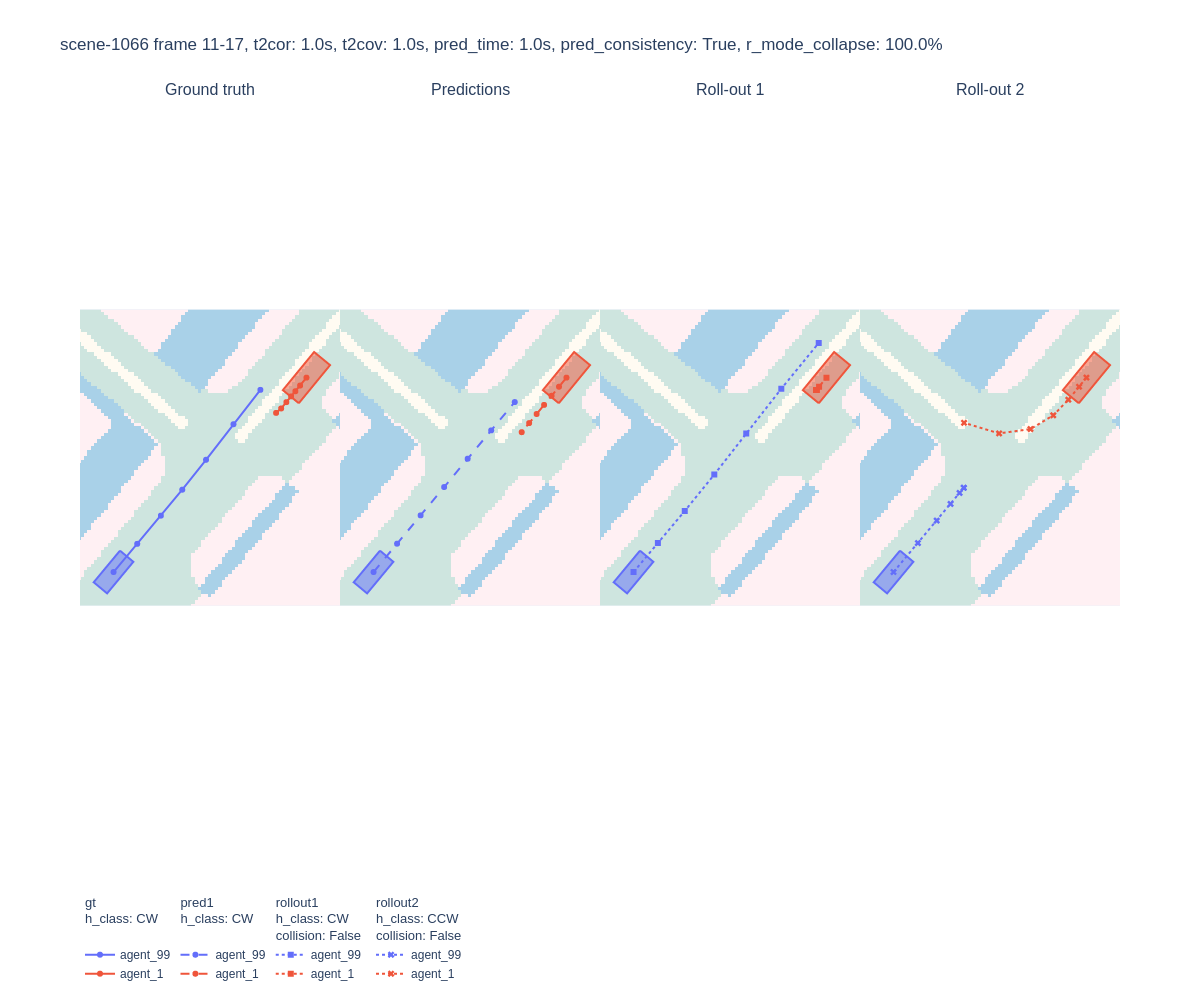 scene-1066 frame 11-17, t2cor: 1.0s, t2cov: 1.0s, pred_time: 1.0s, pred_consistency: True, r_mode_collapse: 100.0%
Ground truth
Predictions
Roll-out 1
Roll-out 2
gt
h_class: CW
agent_99
agent_1
pred1
h_class: CW
agent_99
agent_1
rollout1
h_class: CW
collision: False
agent_99
agent_1
rollout2
h_class: CCW
collision: False
agent_99
agent_1